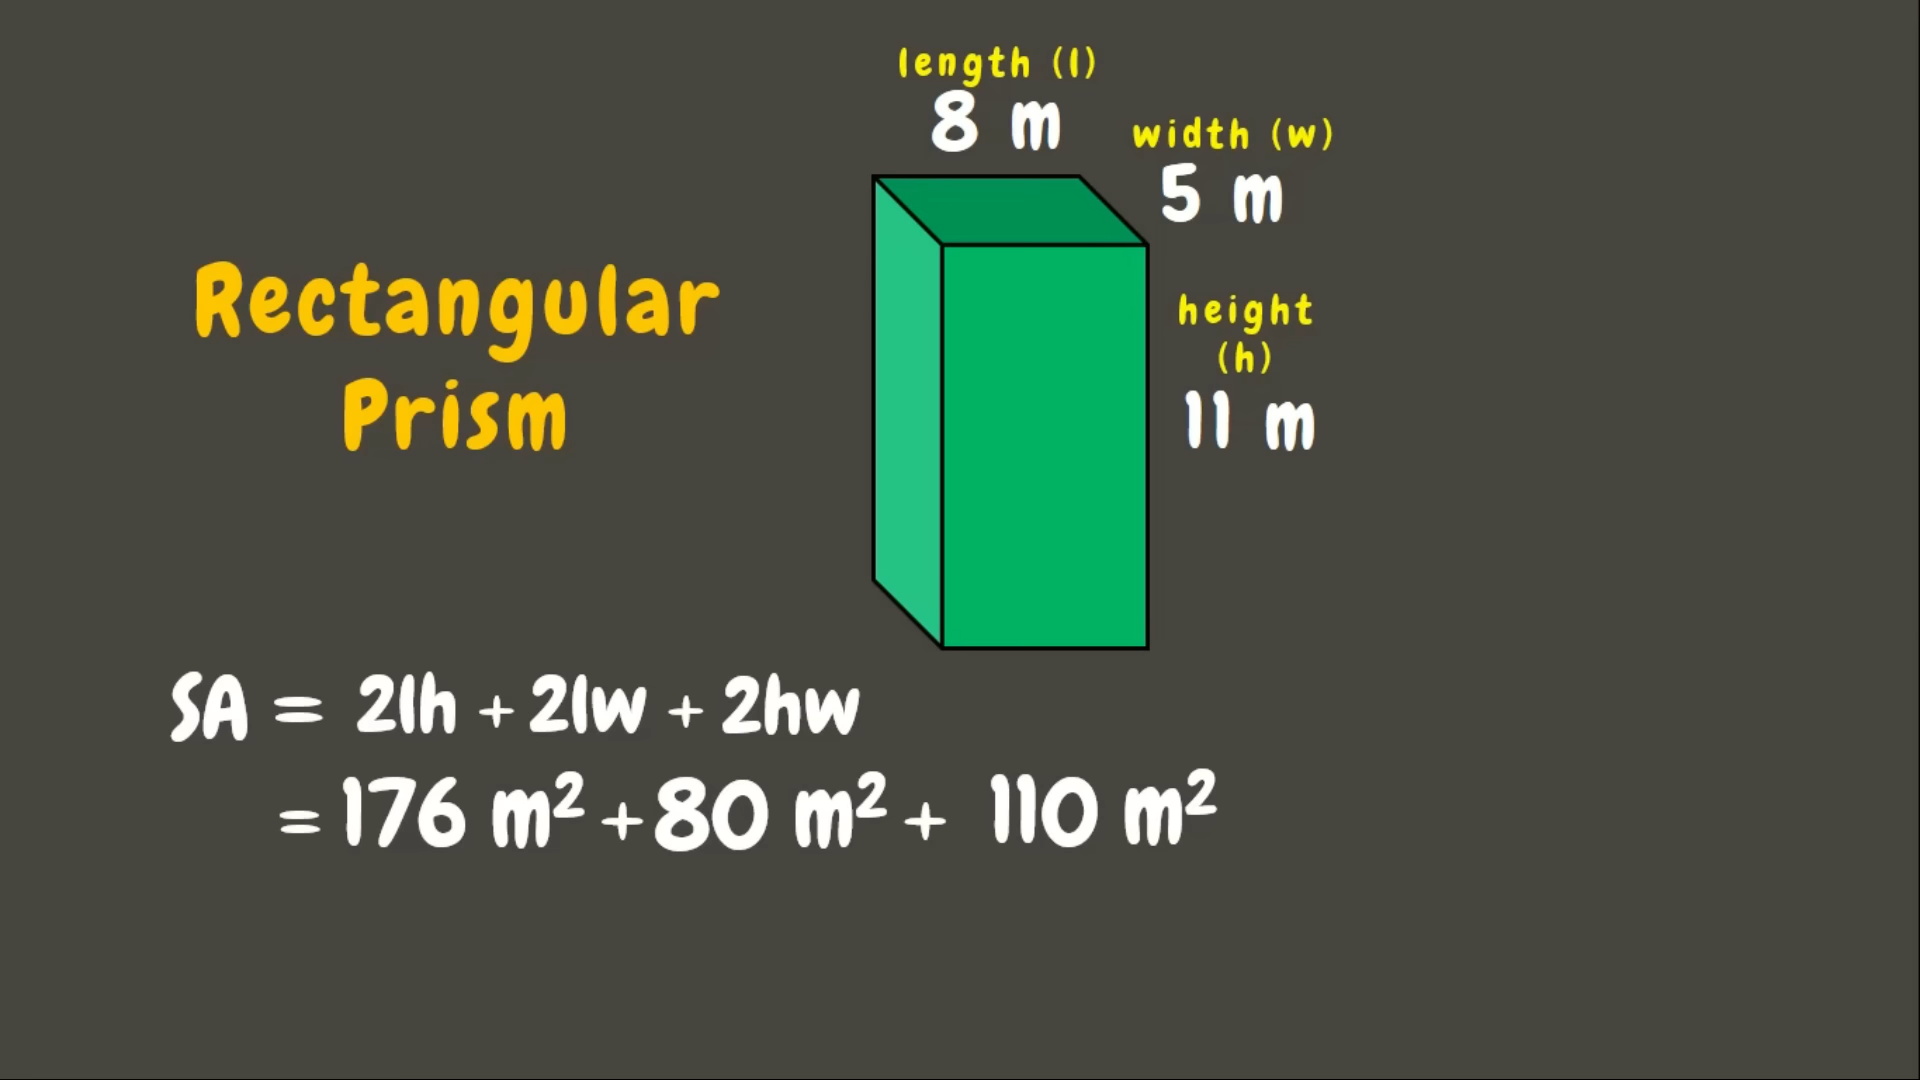 length (l)
8 m
width (w)
5 m
Rectangular
Prism
height
(h)
11 m
SA = 2lh + 2lw + 2hw
= 176 m² + 80 m² + 110 m²